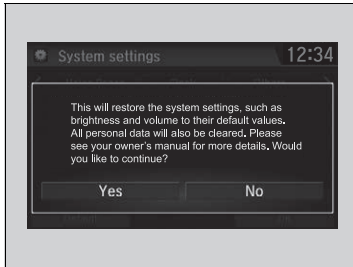 System settings
12:34
This will restore the system settings, such as
brightness and volume to their default values.
All personal data will also be cleared. Please
see your owner's manual for more details. Would
you like to continue?
Yes
No
Default